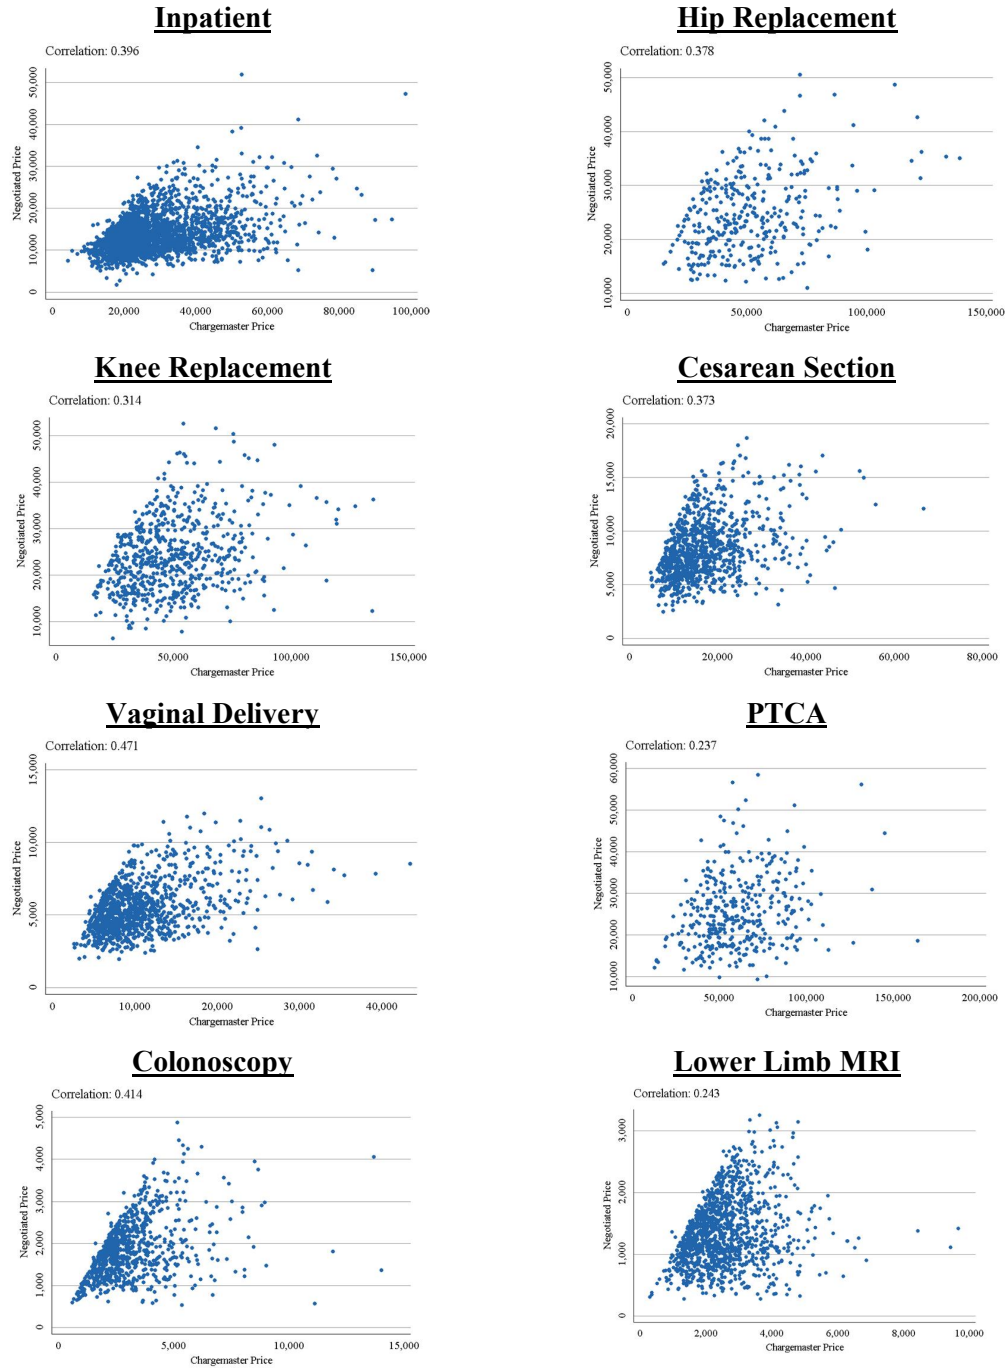 Inpatient
Correlation: 0.396
Negotiated Price
50,000
40,000
30,000
20,000
10,000
0
0 20,000 40,000 60,000 80,000 100,000
Chargemaster Price
Hip Replacement
Correlation: 0.378
Negotiated Price
50,000
40,000
30,000
20,000
10,000
0 50,000 100,000 150,000
Chargemaster Price
Knee Replacement
Correlation: 0.314
Negotiated Price
50,000
40,000
30,000
20,000
10,000
0 50,000 100,000 150,000
Chargemaster Price
Cesarean Section
Correlation: 0.373
Negotiated Price
20,000
15,000
10,000
5,000
0
0 20,000 40,000 60,000 80,000
Chargemaster Price
Vaginal Delivery
Correlation: 0.471
Negotiated Price
15,000
10,000
5,000
0
0 10,000 20,000 30,000 40,000
Chargemaster Price
PTCA
Correlation: 0.237
Negotiated Price
60,000
50,000
40,000
30,000
20,000
10,000
0 50,000 100,000 150,000 200,000
Chargemaster Price
Colonoscopy
Correlation: 0.414
Negotiated Price
5,000
4,000
3,000
2,000
1,000
0
0 5,000 10,000 15,000
Chargemaster Price
Lower Limb MRI
Correlation: 0.243
Negotiated Price
3,000
2,000
1,000
0
0 2,000 4,000 6,000 8,000 10,000
Chargemaster Price